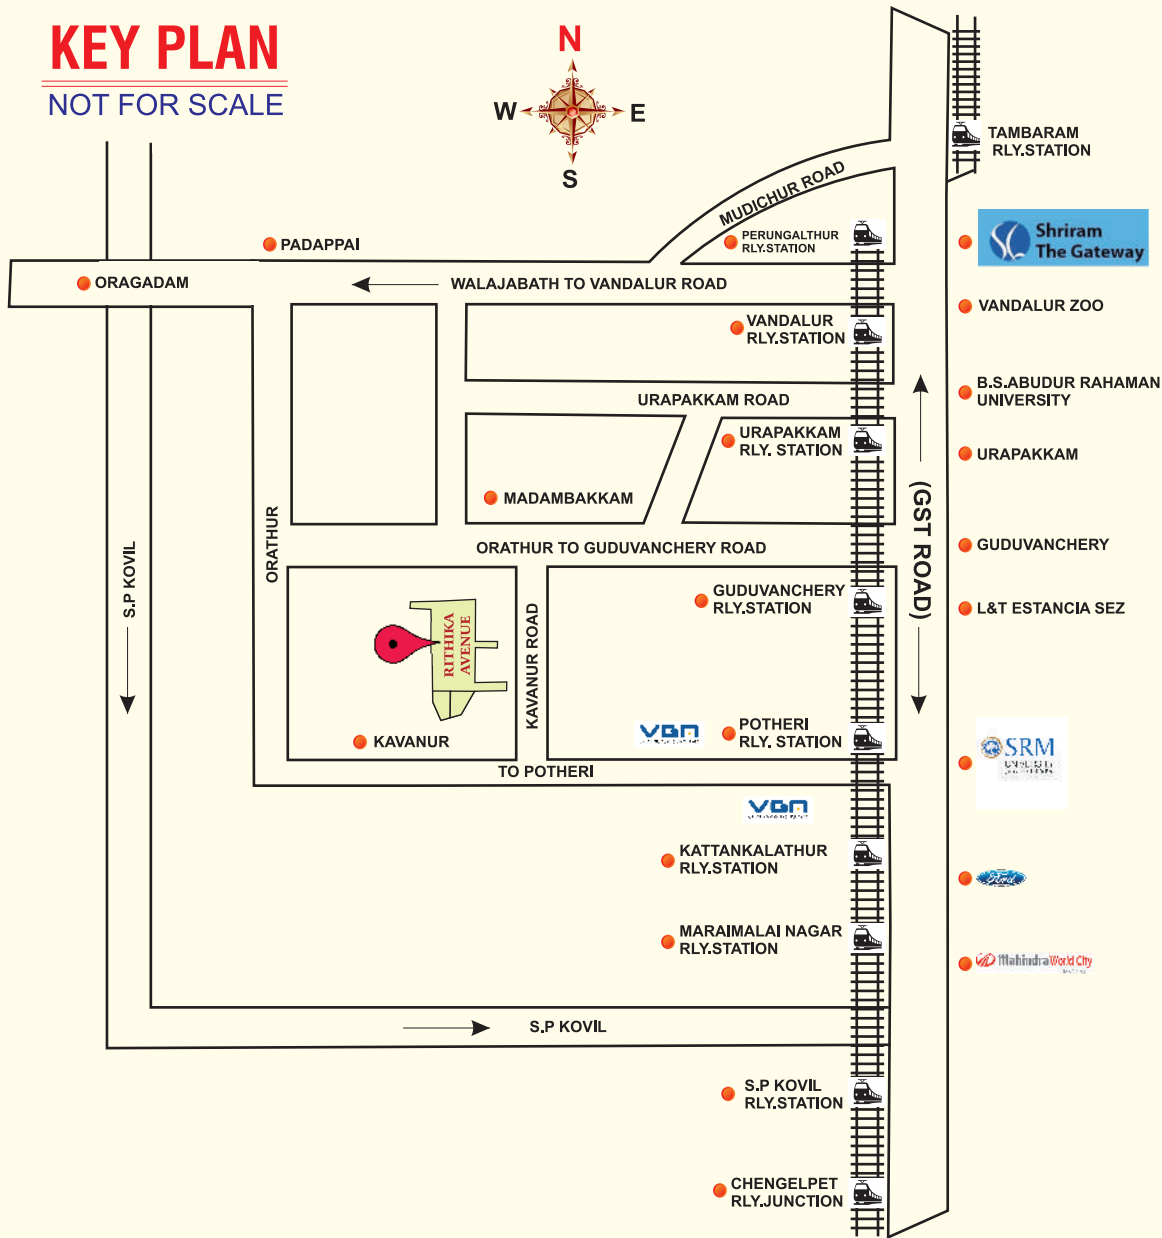 KEY PLAN
NOT FOR SCALE
N
W
E
S
TAMBARAM
RLY.STATION
MUDICHUR ROAD
PERUNGALTHUR
RLY.STATION
Shriram
The Gateway
PADAPPAI
ORAGADAM
WALAJABATH TO VANDALUR ROAD
VANDALUR ZOO
VANDALUR
RLY.STATION
B.S.ABUDUR RAHAMAN
UNIVERSITY
URAPAKKAM ROAD
URAPAKKAM
RLY. STATION
URAPAKKAM
MADAMBAKKAM
(GST ROAD)
ORATHUR
ORATHUR TO GUDUVANCHERY ROAD
GUDUVANCHERY
S.P KOVIL
GUDUVANCHERY
RLY.STATION
L&T ESTANCIA SEZ
RITHIKA
AVENUE
KAVANUR ROAD
KAVANUR
VGN
POTHERI
RLY. STATION
SRM
UNIVERSITY
TO POTHERI
VGN
KATTANKALATHUR
RLY.STATION
Ford
MARAIMALAI NAGAR
RLY.STATION
Mahindra World City
S.P KOVIL
S.P KOVIL
RLY.STATION
CHENGELPET
RLY.JUNCTION